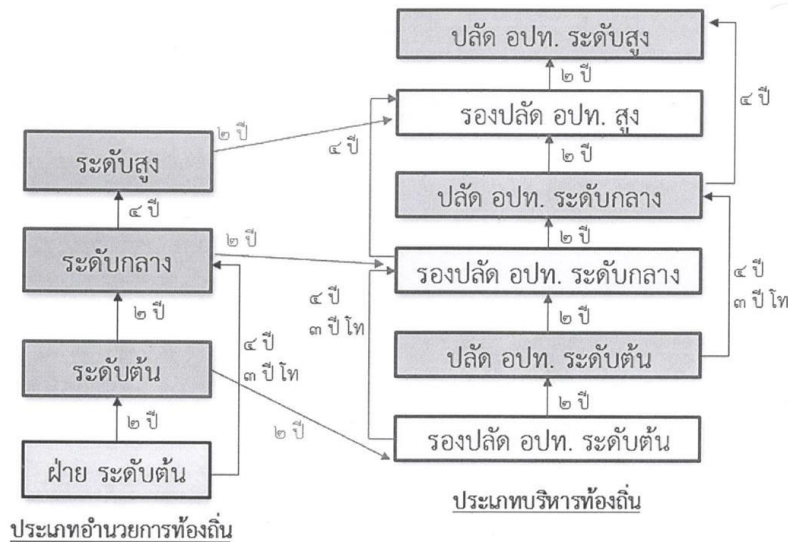 ปลัด อปท. ระดับสูง
๒ ปี
๔ ปี
รองปลัด อปท. สูง
๒ ปี
๔ ปี
๒ ปี
ระดับสูง
ปลัด อปท. ระดับกลาง
๔ ปี
๒ ปี
๒ ปี
ระดับกลาง
รองปลัด อปท. ระดับกลาง
๔ ปี
๓ ปี โท
๔ ปี
๓ ปี โท
๒ ปี
๒ ปี
ปลัด อปท. ระดับต้น
๔ ปี
๓ ปี โท
ระดับต้น
๒ ปี
๒ ปี
๒ ปี
รองปลัด อปท. ระดับต้น
ฝ่าย ระดับต้น
ประเภทบริหารท้องถิ่น
ประเภทอำนวยการท้องถิ่น